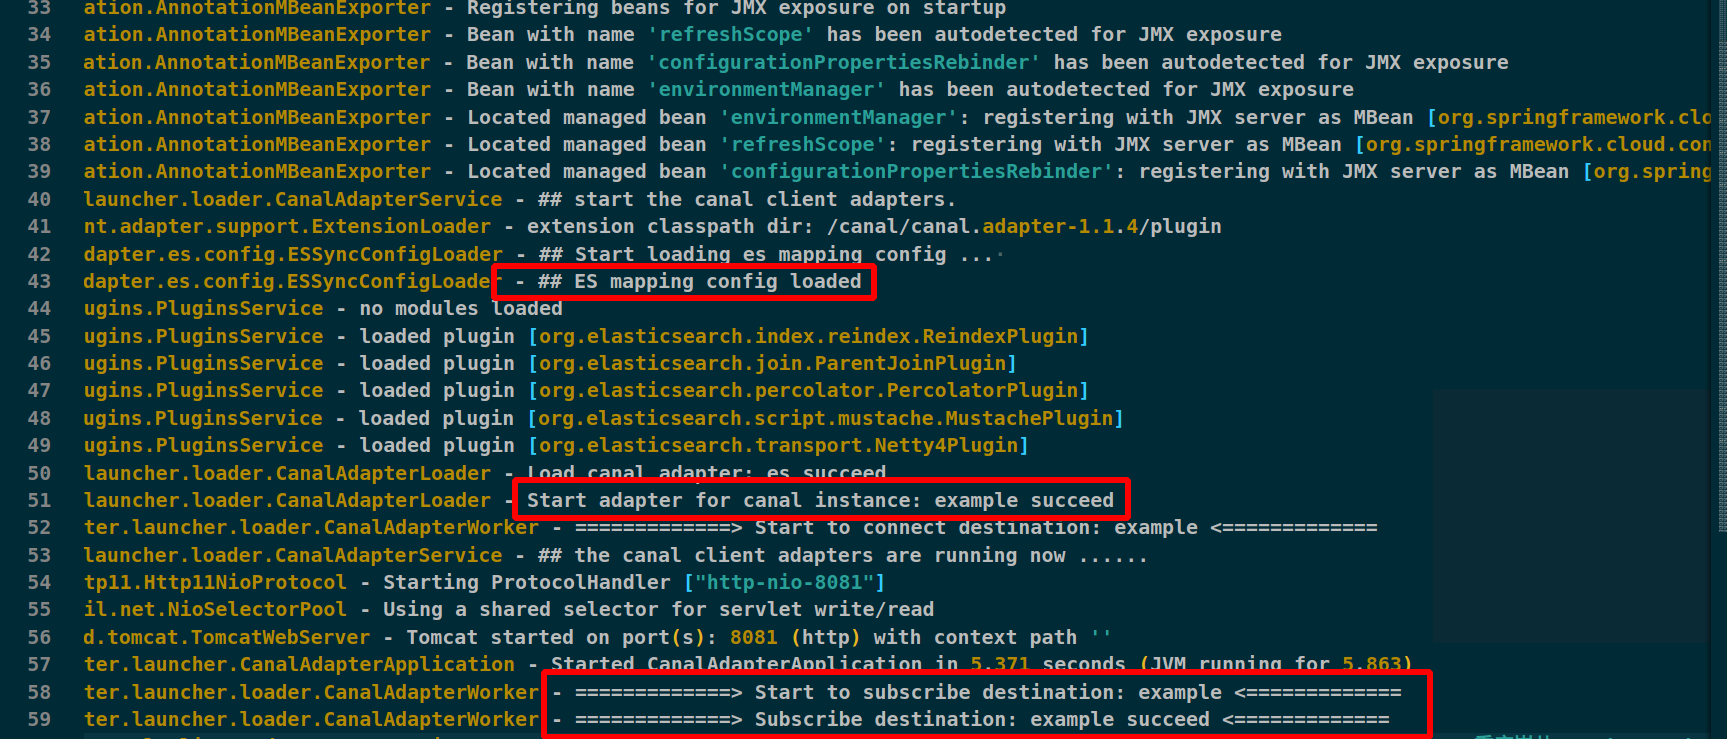 33 ation.AnnotationMBeanExporter - Registering beans for JMX exposure on startup
34 ation.AnnotationMBeanExporter - Bean with name 'refreshScope' has been autodetected for JMX exposure
35 ation.AnnotationMBeanExporter - Bean with name 'configurationPropertiesRebinder' has been autodetected for JMX exposure
36 ation.AnnotationMBeanExporter - Bean with name 'environmentManager' has been autodetected for JMX exposure
37 ation.AnnotationMBeanExporter - Located managed bean 'environmentManager': registering with JMX server as MBean [org.springframework.clo
38 ation.AnnotationMBeanExporter - Located managed bean 'refreshScope': registering with JMX server as MBean [org.springframework.cloud.con
39 ation.AnnotationMBeanExporter - Located managed bean 'configurationPropertiesRebinder': registering with JMX server as MBean [org.spring
40 launcher.loader.CanalAdapterService - ## start the canal client adapters.
41 nt.adapter.support.ExtensionLoader - extension classpath dir: /canal/canal.adapter-1.1.4/plugin
42 dapter.es.config.ESSyncConfigLoader - ## Start loading es mapping config ...
43 dapter.es.config.ESSyncConfigLoader - ## ES mapping config loaded
44 ugins.PluginsService - no modules loaded
45 ugins.PluginsService - loaded plugin [org.elasticsearch.index.reindex.ReindexPlugin]
46 ugins.PluginsService - loaded plugin [org.elasticsearch.join.ParentJoinPlugin]
47 ugins.PluginsService - loaded plugin [org.elasticsearch.percolator.PercolatorPlugin]
48 ugins.PluginsService - loaded plugin [org.elasticsearch.script.mustache.MustachePlugin]
49 ugins.PluginsService - loaded plugin [org.elasticsearch.transport.Netty4Plugin]
50 launcher.loader.CanalAdapterLoader - Load canal adapter: es succeed
51 launcher.loader.CanalAdapterLoader - Start adapter for canal instance: example succeed
52 ter.launcher.loader.CanalAdapterWorker - =============> Start to connect destination: example <=============
53 launcher.loader.CanalAdapterService - ## the canal client adapters are running now ......
54 tp11.Http11NioProtocol - Starting ProtocolHandler ["http-nio-8081"]
55 il.net.NioSelectorPool - Using a shared selector for servlet write/read
56 d.tomcat.TomcatWebServer - Tomcat started on port(s): 8081 (http) with context path ''
57 ter.launcher.CanalAdapterApplication - Started CanalAdapterApplication in 5.371 seconds (JVM running for 5.863)
58 ter.launcher.loader.CanalAdapterWorker - =============> Start to subscribe destination: example <=============
59 ter.launcher.loader.CanalAdapterWorker - =============> Subscribe destination: example succeed <=============